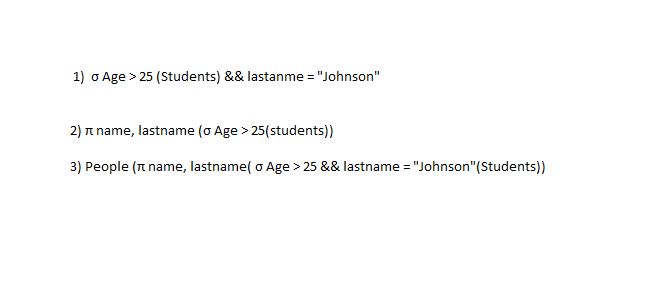 1) σ Age > 25 (Students) && lastanme = "Johnson"
2) π name, lastname (σ Age > 25(students))
3) People (π name, lastname( σ Age > 25 && lastname = "Johnson"(Students))